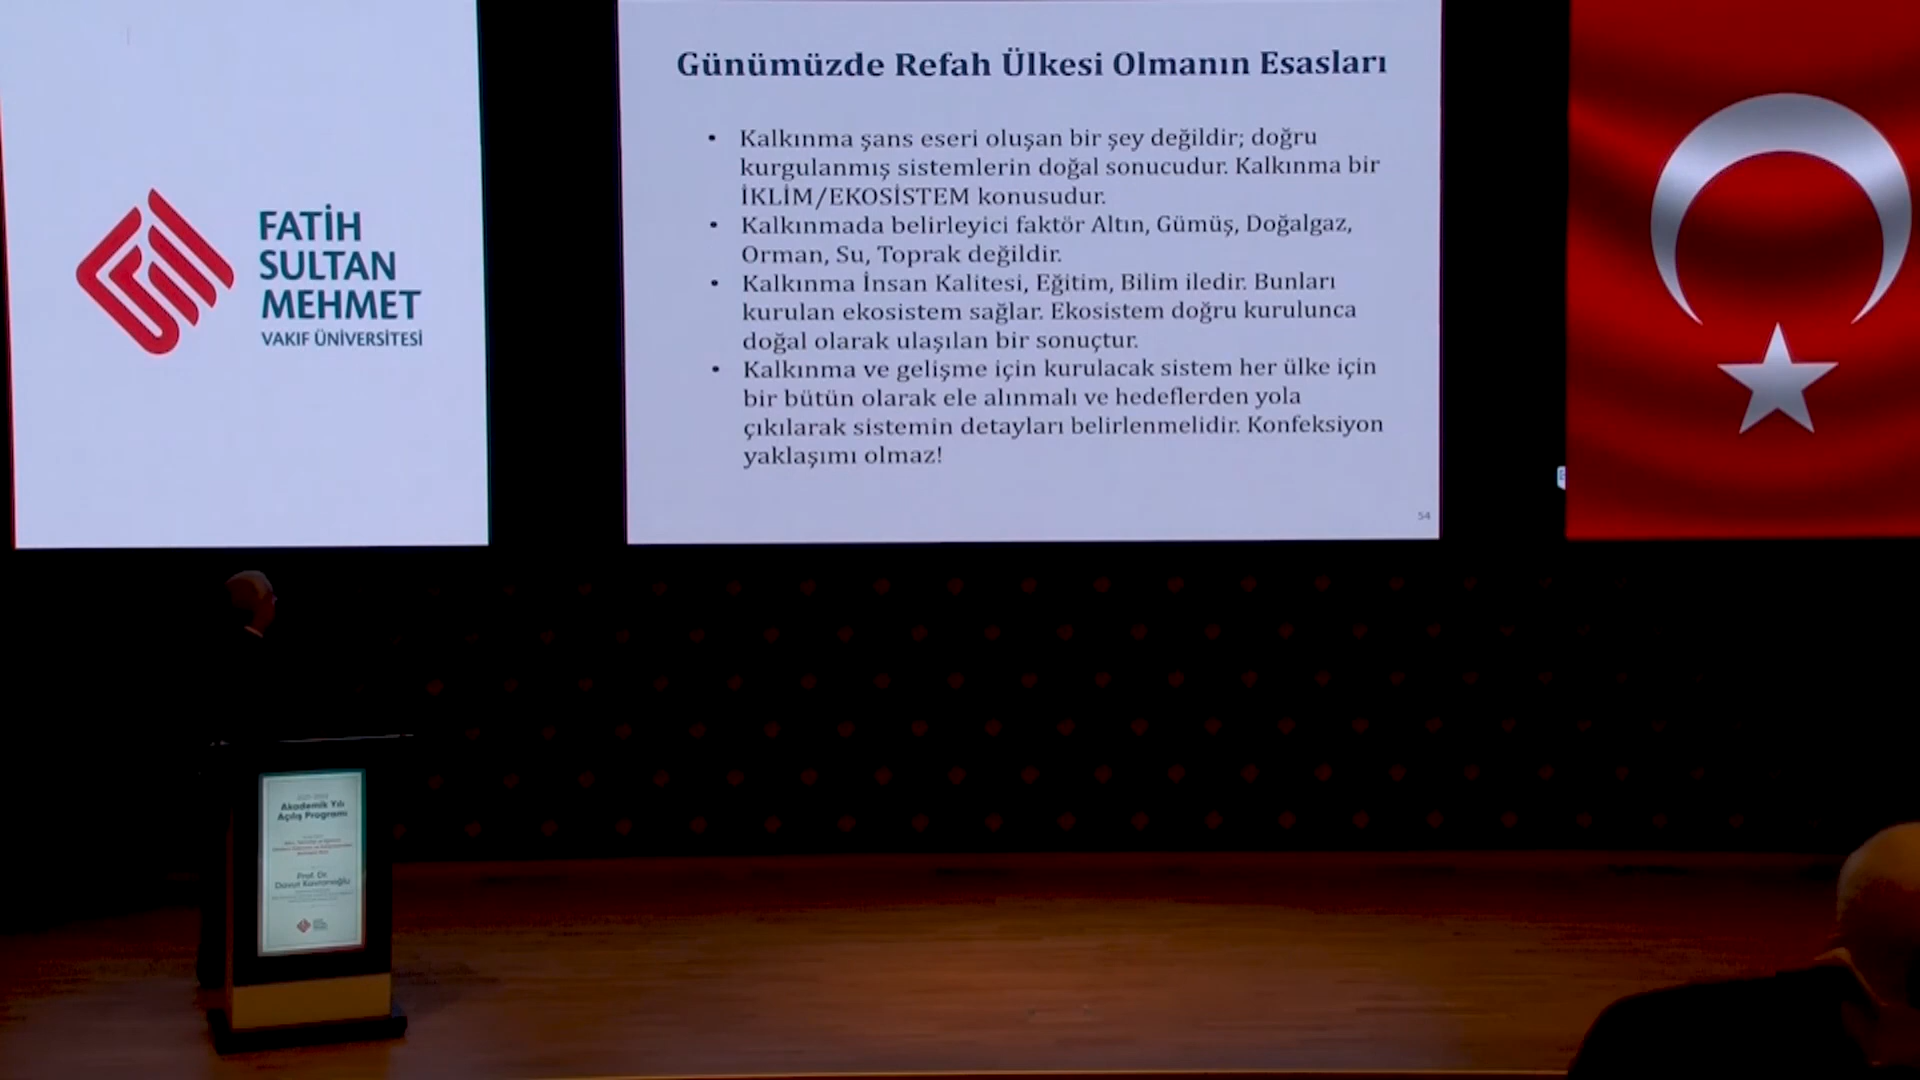 FATİH
SULTAN
MEHMET
VAKIF ÜNİVERSİTESİ
Günümüzde Refah Ülkesi Olmanın Esasları
• Kalkınma şans eseri oluşan bir şey değildir; doğru
kurgulanmış sistemlerin doğal sonucudur. Kalkınma bir
İKLİM/EKOSİSTEM konusudur.
• Kalkınmada belirleyici faktör Altın, Gümüş, Doğalgaz,
Orman, Su, Toprak değildir.
• Kalkınma İnsan Kalitesi, Eğitim, Bilim iledir. Bunları
kurulan ekosistem sağlar. Ekosistem doğru kurulunca
doğal olarak ulaşılan bir sonuçtur.
• Kalkınma ve gelişme için kurulacak sistem her ülke için
bir bütün olarak ele alınmalı ve hedeflerden yola
çıkılarak sistemin detayları belirlenmelidir. Konfeksiyon
yaklaşımı olmaz!
54
Akademik Yılı
Açılış Programı
Prof. Dr.
Davut Kavranoğlu